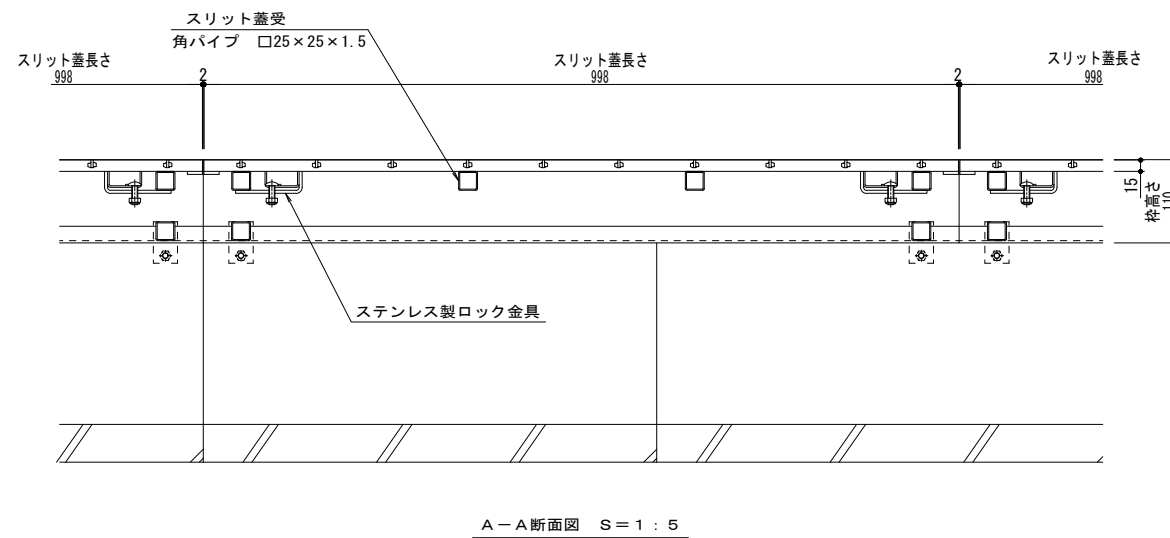 スリット蓋受
角パイプ □25×25×1.5
スリット蓋長さ
998
2
スリット蓋長さ
998
2
スリット蓋長さ
998
15
枠高さ
110
ステンレス製ロック金具
A－A断面図 S＝1：5